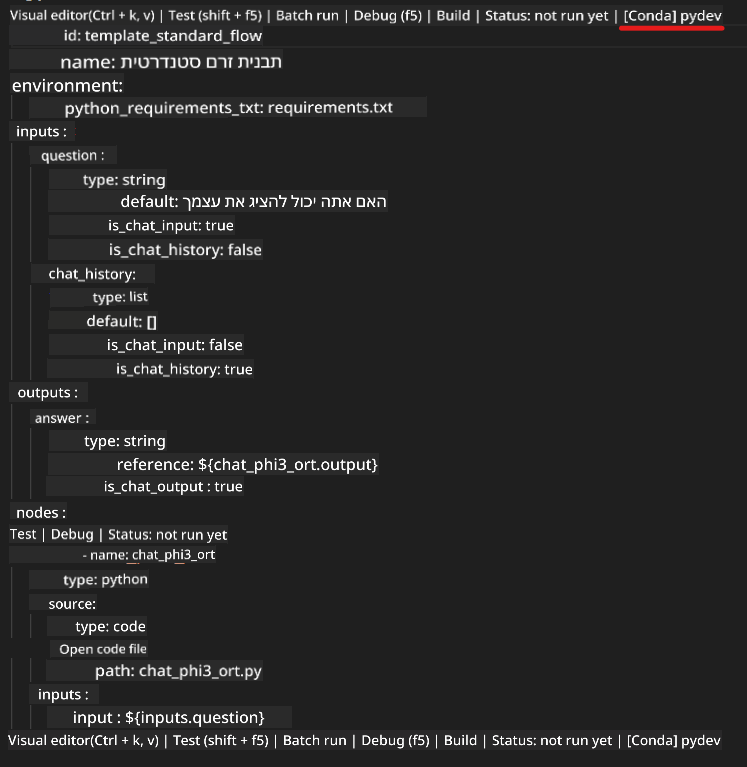 Visual editor(Ctrl + k, v) | Test (shift + f5) | Batch run | Debug (f5) | Build | Status: not run yet | [Conda] pydev
id: template_standard_flow
name: תבנית זרם סטנדרטית
environment:
python_requirements_txt: requirements.txt
inputs :
question :
type: string
default: האם אתה יכול להציג את עצמך
is_chat_input: true
is_chat_history: false
chat_history:
type: list
default: []
is_chat_input: false
is_chat_history: true
outputs :
answer :
type: string
reference: ${chat_phi3_ort.output}
is_chat_output : true
nodes :
Test | Debug | Status: not run yet
- name: chat_phi3_ort
type: python
source:
type: code
Open code file
path: chat_phi3_ort.py
inputs :
input : ${inputs.question}
Visual editor(Ctrl + k, v) | Test (shift + f5) | Batch run | Debug (f5) | Build | Status: not run yet | [Conda] pydev